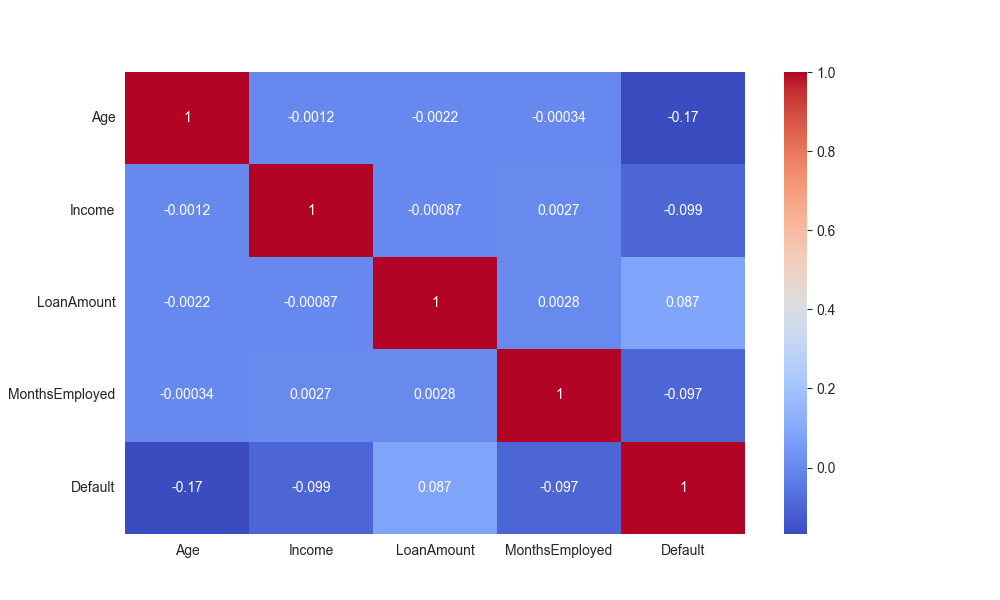 Age 1 -0.0012 -0.0022 -0.00034 -0.17
Income -0.0012 1 -0.00087 0.0027 -0.099
LoanAmount -0.0022 -0.00087 1 0.0028 0.087
MonthsEmployed -0.00034 0.0027 0.0028 1 -0.097
Default -0.17 -0.099 0.087 -0.097 1
Age Income LoanAmount MonthsEmployed Default
1.0
0.8
0.6
0.4
0.2
0.0